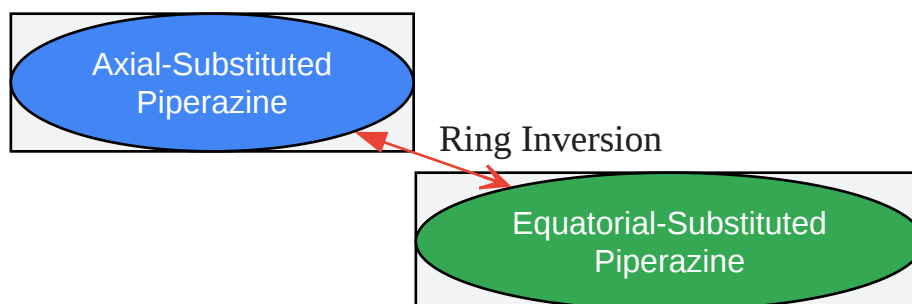 Axial-Substituted
Piperazine
Ring Inversion
Equatorial-Substituted
Piperazine